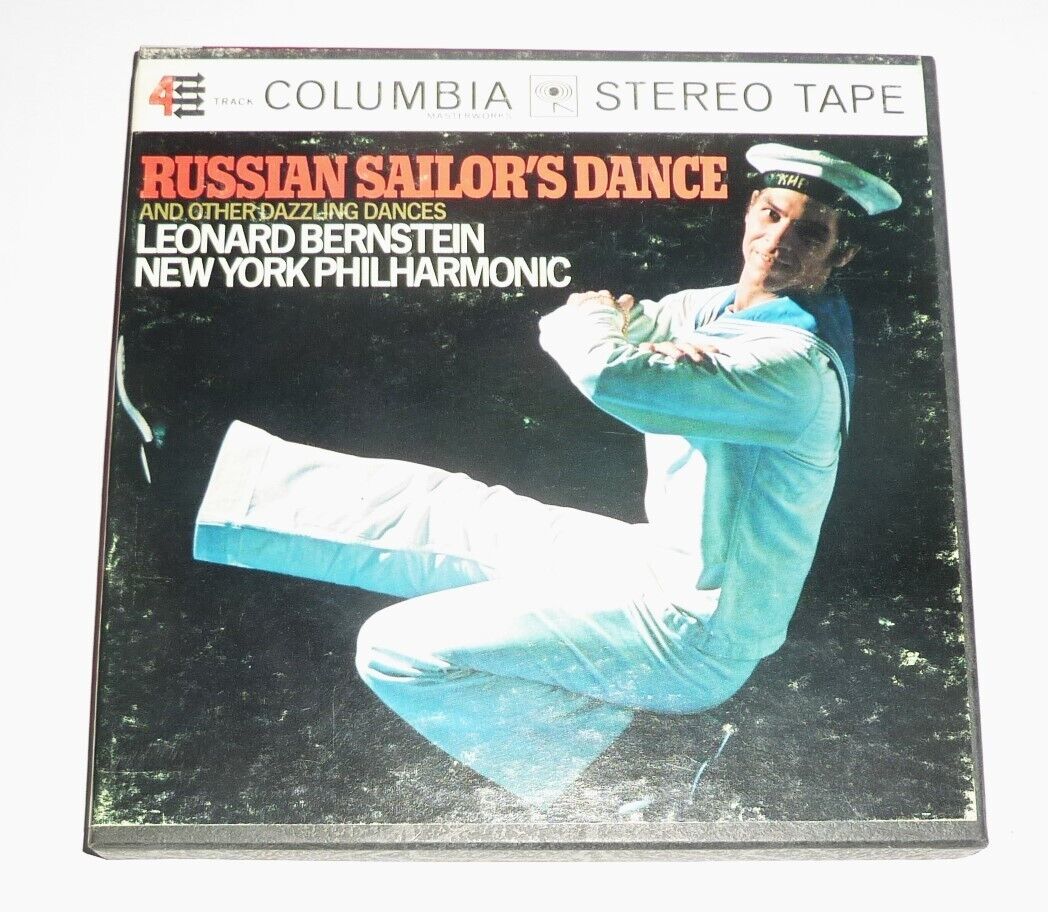 4 TRACK COLUMBIA STEREO TAPE
MASTERWORKS
RUSSIAN SAILOR'S DANCE
AND OTHER DAZZLING DANCES
LEONARD BERNSTEIN
NEW YORK PHILHARMONIC